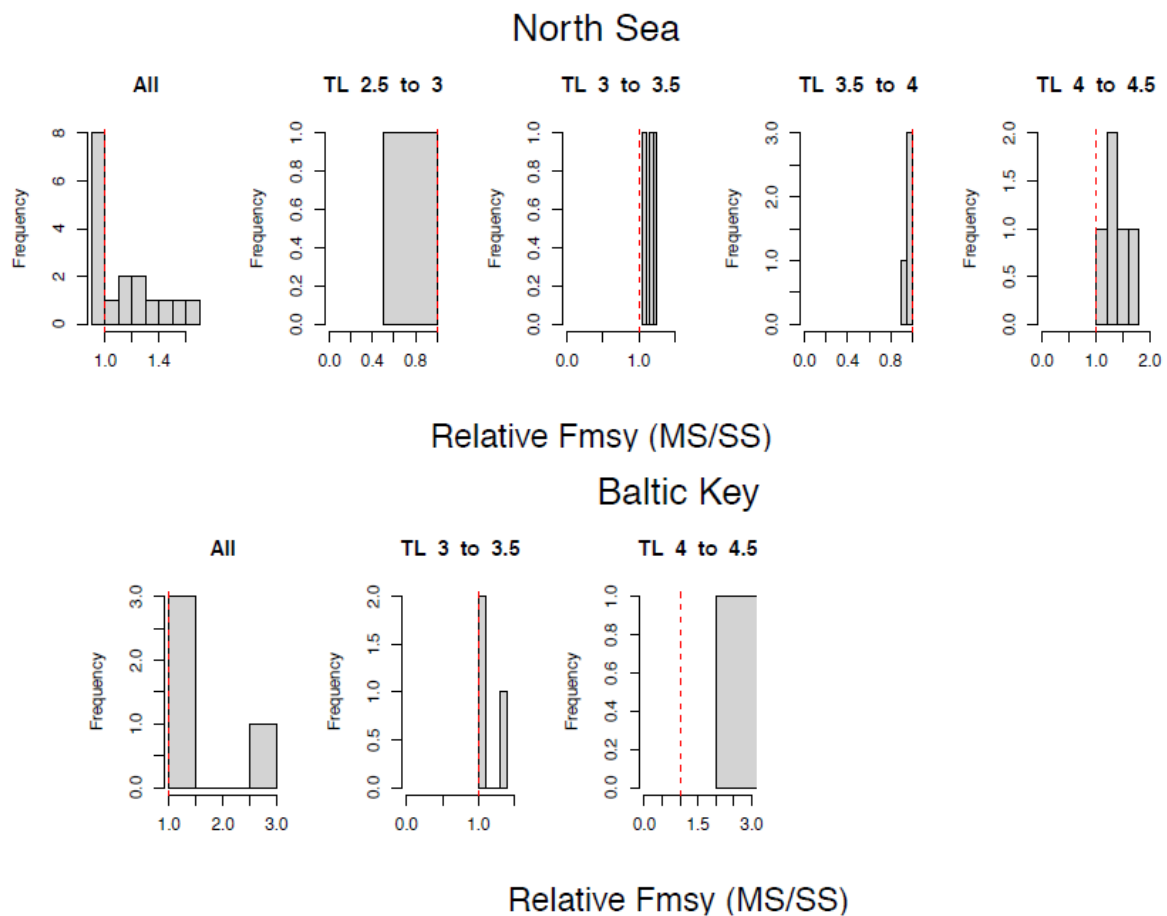 North Sea
All
TL 2.5 to 3
TL 3 to 3.5
TL 3.5 to 4
TL 4 to 4.5
Frequency
0 2 4 6 8
1.0 1.4
Frequency
0.0 0.2 0.4 0.6 0.8 1.0
0.0 0.4 0.8
Frequency
0.0 0.2 0.4 0.6 0.8 1.0
0.0 1.0
Frequency
0.0 1.0 2.0 3.0
0.0 0.4 0.8
Frequency
0.0 0.5 1.0 1.5 2.0
0.0 1.0 2.0
Relative Fmsy (MS/SS)
Baltic Key
All
TL 3 to 3.5
TL 4 to 4.5
Frequency
0.0 1.0 2.0 3.0
1.0 2.0 3.0
Frequency
0.0 0.5 1.0 1.5 2.0
0.0 1.0
Frequency
0.0 0.2 0.4 0.6 0.8 1.0
0.0 1.5 3.0
Relative Fmsy (MS/SS)